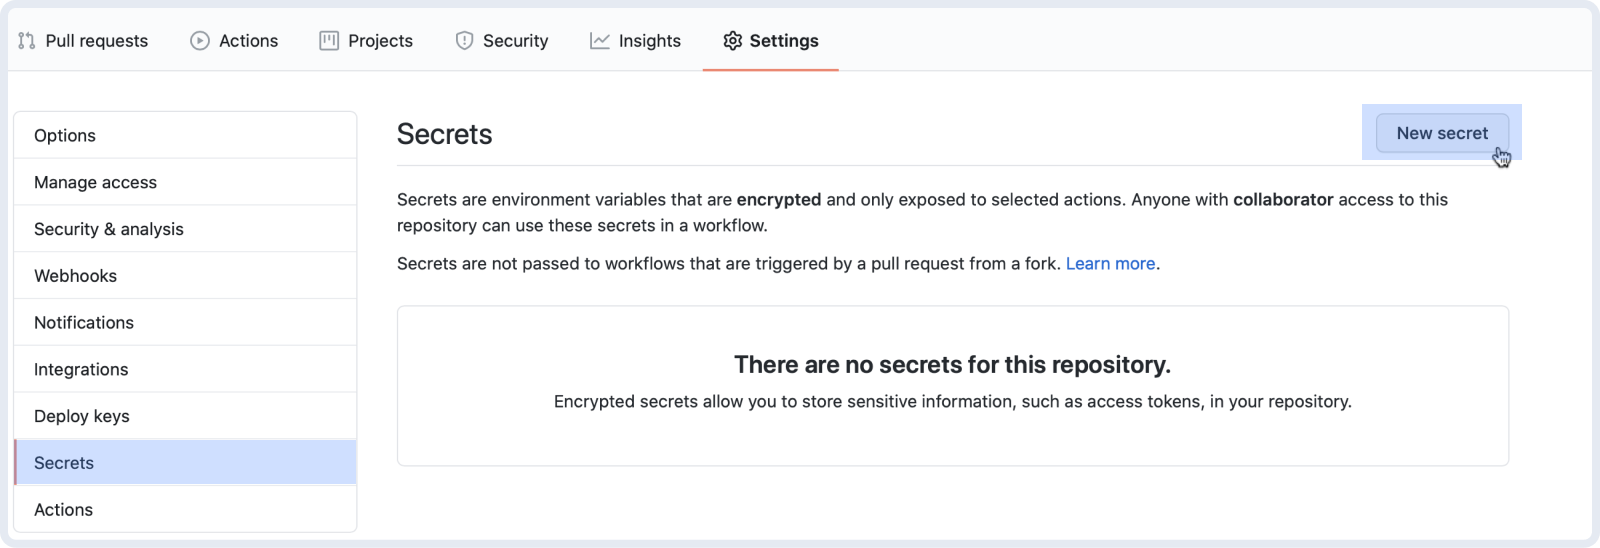 Pull requests Actions Projects Security Insights Settings
Options
Manage access
Security & analysis
Webhooks
Notifications
Integrations
Deploy keys
Secrets
Actions
Secrets
New secret
Secrets are environment variables that are encrypted and only exposed to selected actions. Anyone with collaborator access to this
repository can use these secrets in a workflow.
Secrets are not passed to workflows that are triggered by a pull request from a fork. Learn more.
There are no secrets for this repository.
Encrypted secrets allow you to store sensitive information, such as access tokens, in your repository.